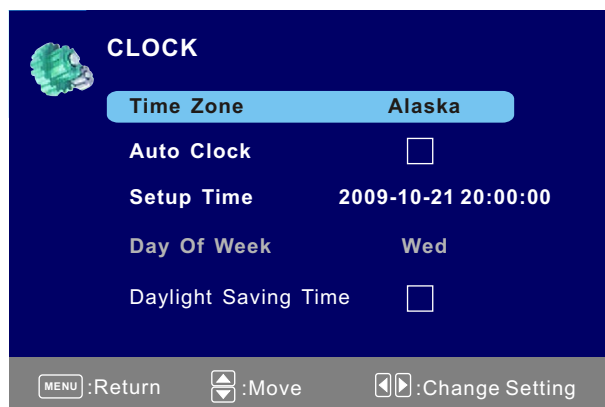 CLOCK
Time Zone Alaska
Auto Clock
Setup Time 2009-10-21 20:00:00
Day Of Week Wed
Daylight Saving Time
MENU :Return :Move :Change Setting